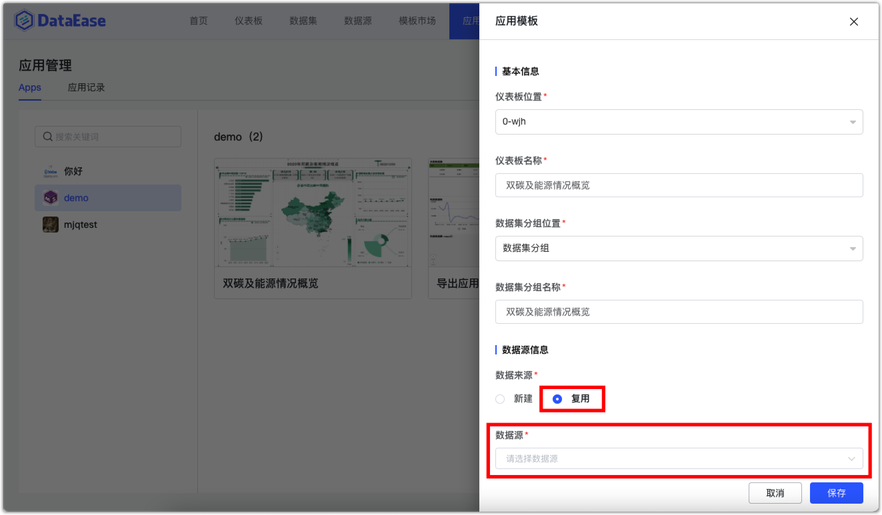 DataEase 首页 仪表板 数据集 数据源 模板市场
应用模板
应用管理
Apps 应用记录
搜索关键词
你好
demo
mjqtest
demo (2)
双碳及能源情况概览
导出应用
基本信息
仪表板位置*
0-wjh
仪表板名称*
双碳及能源情况概览
数据集分组位置*
数据集分组
数据集分组名称*
双碳及能源情况概览
数据源信息
数据来源*
新建 复用
数据源*
请选择数据源
取消 保存